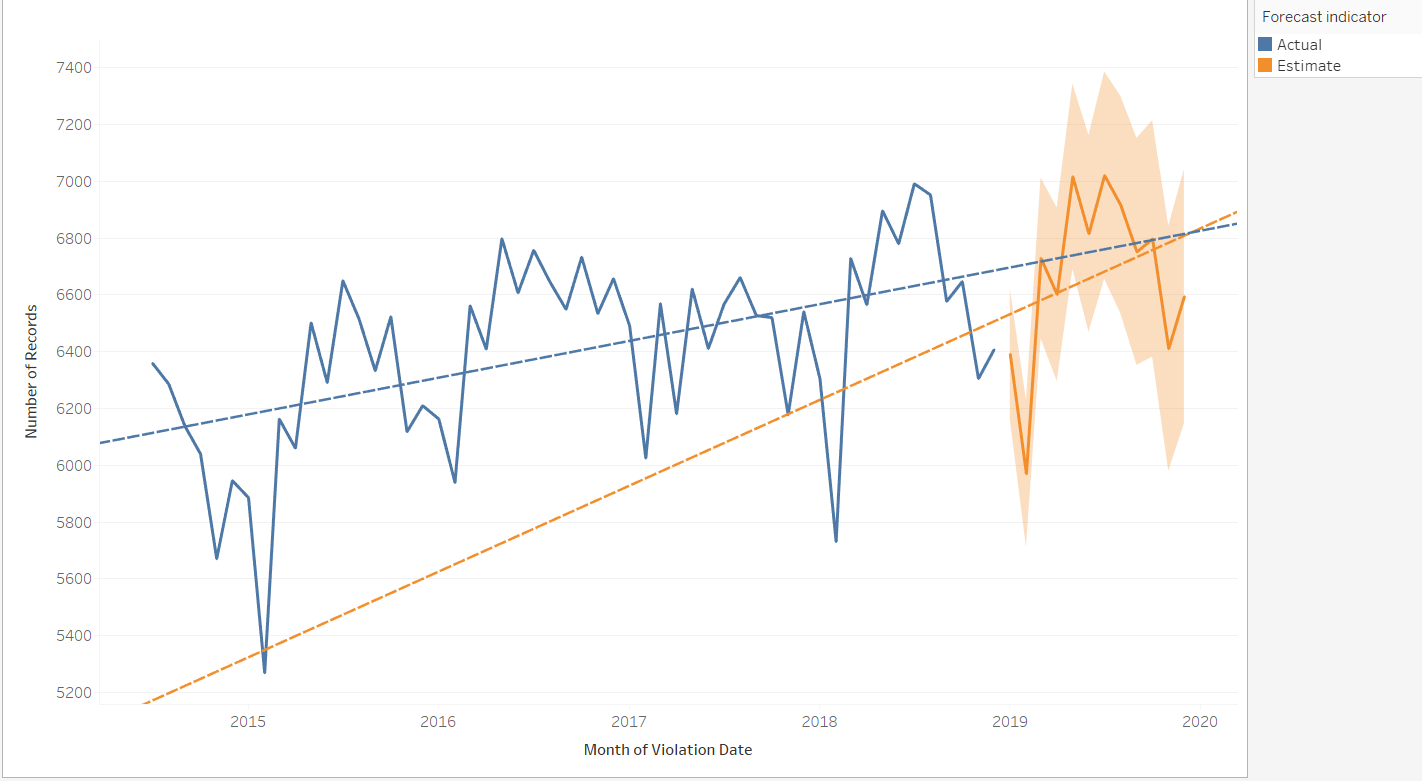 Forecast indicator
Actual
Estimate
Number of Records
7400
7200
7000
6800
6600
6400
6200
6000
5800
5600
5400
5200
2015 2016 2017 2018 2019 2020
Month of Violation Date